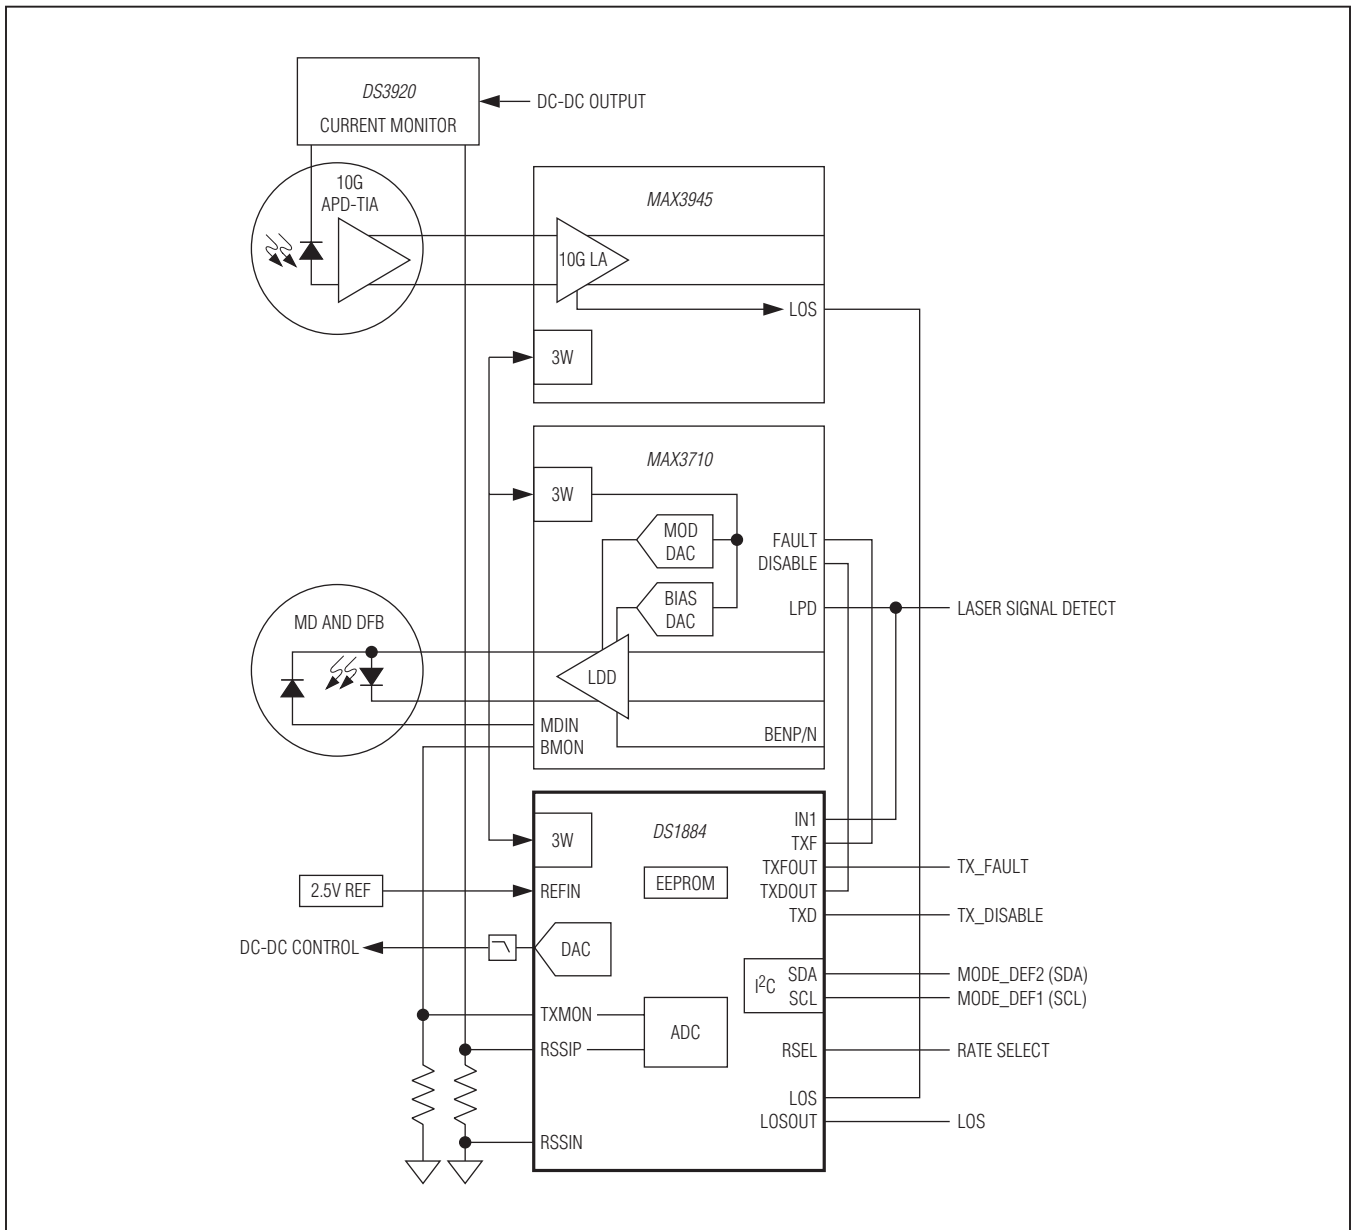 DS3920
CURRENT MONITOR
DC-DC OUTPUT
10G
APD-TIA
MAX3945
10G LA
LOS
3W
MAX3710
3W
MOD
DAC
FAULT
DISABLE
BIAS
DAC
LPD
LASER SIGNAL DETECT
MD AND DFB
LDD
MDIN
BMON
BENP/N
DS1884
3W
IN1
TXF
EEPROM
TXFOUT
TX_FAULT
2.5V REF
REFIN
TXDOUT
TXD
TX_DISABLE
DC-DC CONTROL
DAC
I²C
SDA
MODE_DEF2 (SDA)
SCL
MODE_DEF1 (SCL)
TXMON
ADC
RSSIP
RSEL
RATE SELECT
LOS
LOSOUT
LOS
RSSIN